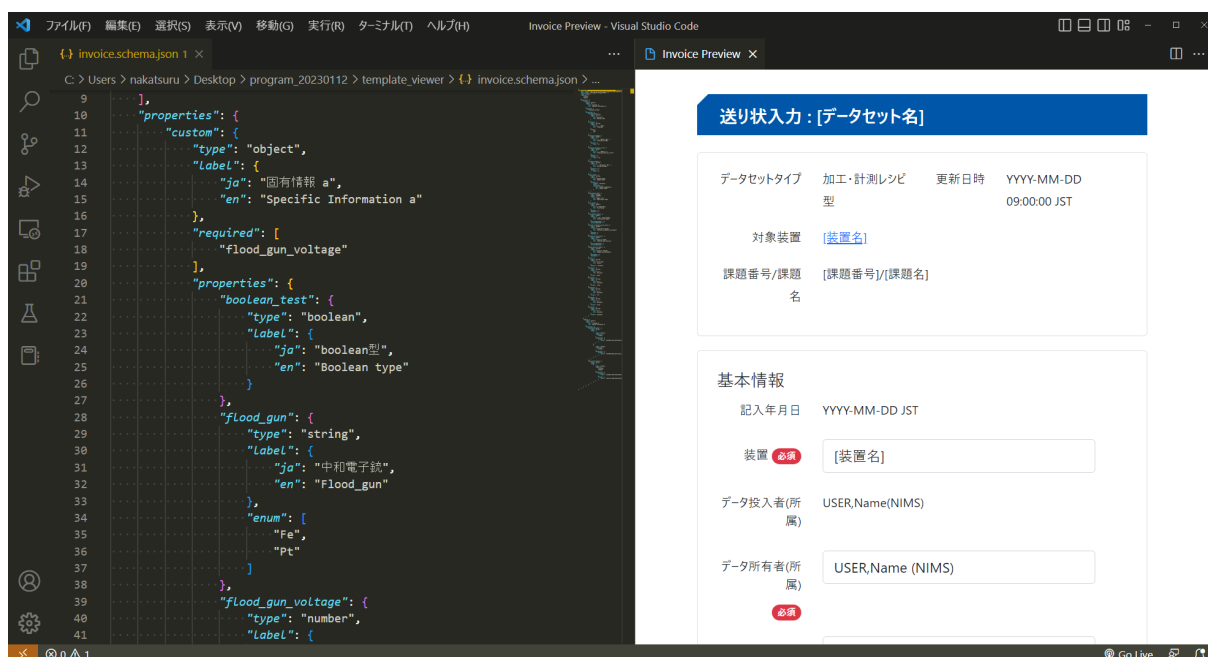 ファイル(F) 編集(E) 選択(S) 表示(V) 移動(G) 実行(R) ターミナル(T) ヘルプ(H) Invoice Preview - Visual Studio Code
{..} invoice.schema.json 1
C: > Users > nakatsuru > Desktop > program_20230112 > template_viewer > {..} invoice.schema.json > ...
9 ],
10 "properties": {
11 "custom": {
12 "type": "object",
13 "label": {
14 "ja": "固有情報 a",
15 "en": "Specific Information a"
16 },
17 "required": [
18 "flood_gun_voltage"
19 ],
20 "properties": {
21 "boolean_test": {
22 "type": "boolean",
23 "label": {
24 "ja": "boolean型",
25 "en": "Boolean type"
26 }
27 },
28 "flood_gun": {
29 "type": "string",
30 "label": {
31 "ja": "中和電子銃",
32 "en": "Flood_gun"
33 },
34 "enum": [
35 "Fe",
36 "Pt"
37 ]
38 },
39 "flood_gun_voltage": {
40 "type": "number",
41 "label": {
0 1
Invoice Preview
送り状入力 : [データセット名]
データセットタイプ 加工・計測レシピ 更新日時 YYYY-MM-DD
型 09:00:00 JST
対象装置 [装置名]
課題番号/課題 [課題番号]/[課題名]
名
基本情報
記入年月日 YYYY-MM-DD JST
装置 必須 [装置名]
データ投入者(所 USER,Name(NIMS)
属)
データ所有者(所 USER,Name (NIMS)
属)
必須
Go Live